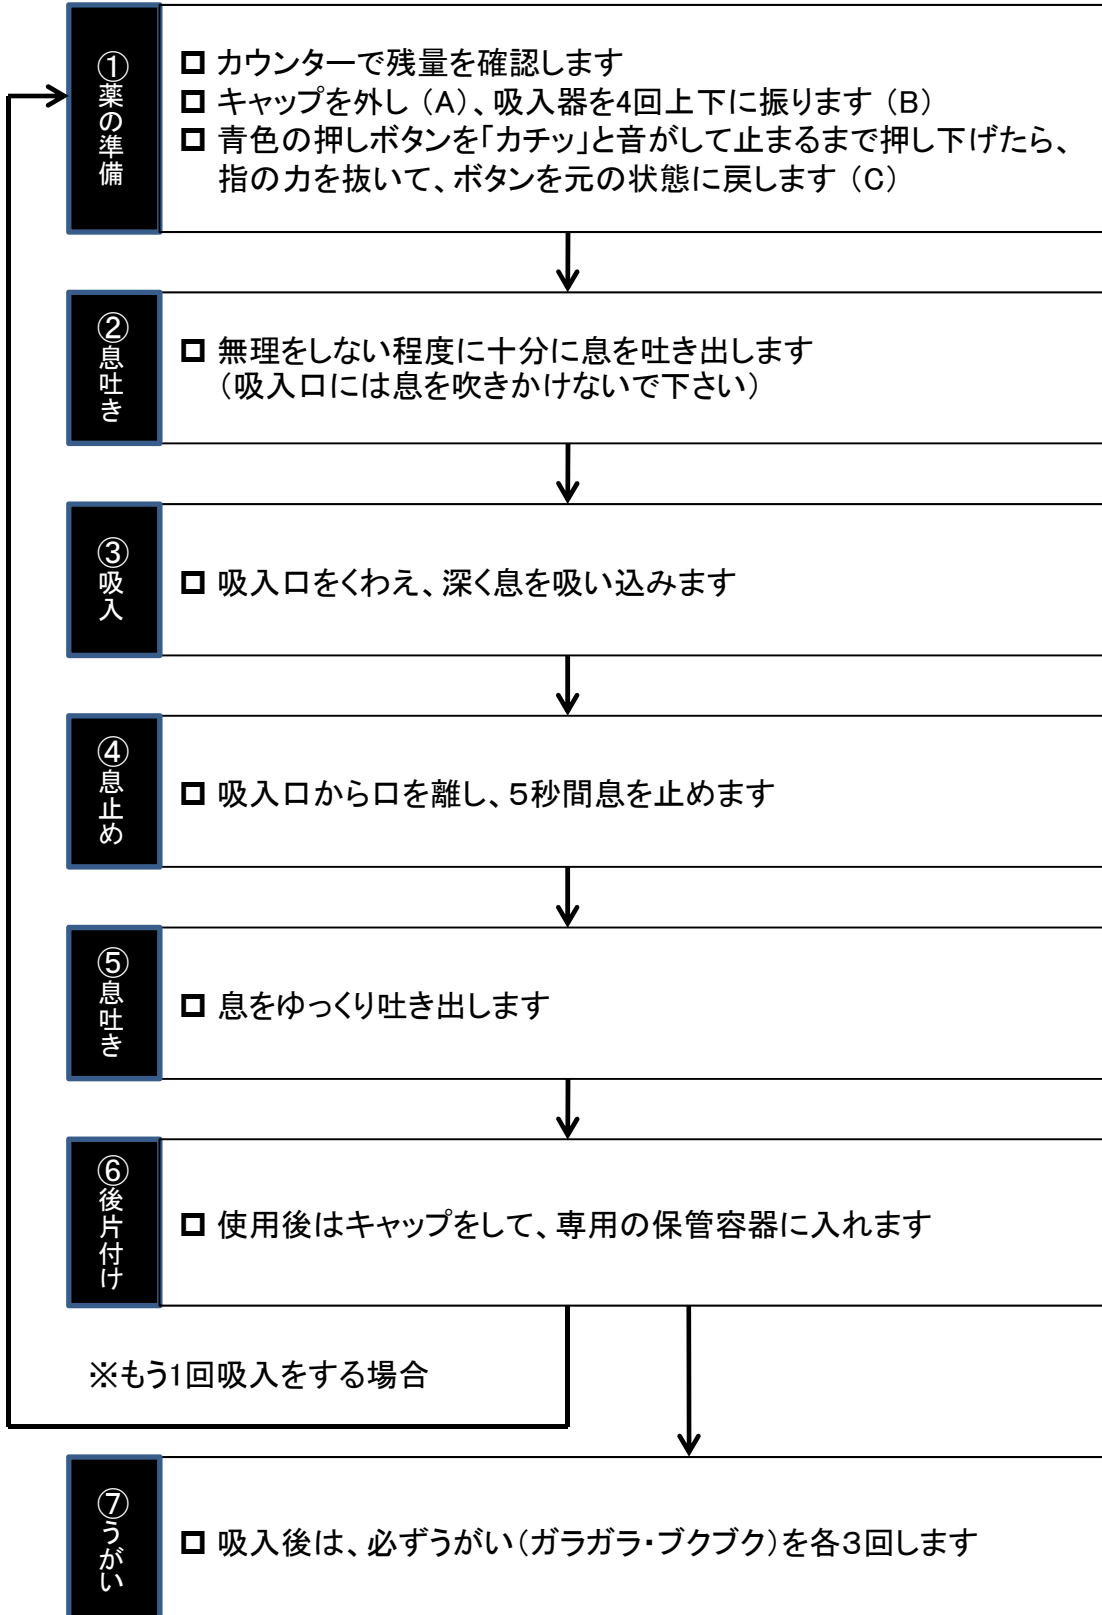 ①薬の準備
□ カウンターで残量を確認します
□ キャップを外し（A）、吸入器を4回上下に振ります（B）
□ 青色の押しボタンを「カチッ」と音がして止まるまで押し下げたら、
指の力を抜いて、ボタンを元の状態に戻します（C）
②息吐き
□ 無理をしない程度に十分に息を吐き出します
（吸入口には息を吹きかけないで下さい）
③吸入
□ 吸入口をくわえ、深く息を吸い込みます
④息止め
□ 吸入口から口を離し、５秒間息を止めます
⑤息吐き
□ 息をゆっくり吐き出します
⑥後片付け
□ 使用後はキャップをして、専用の保管容器に入れます
※もう1回吸入をする場合
⑦うがい
□ 吸入後は、必ずうがい（ガラガラ・ブクブク）を各３回します